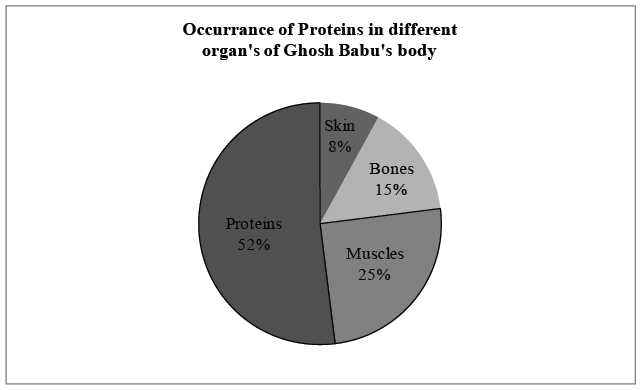 Occurrance of Proteins in different
organ's of Ghosh Babu's body
Skin
8%
Bones
15%
Proteins
52%
Muscles
25%